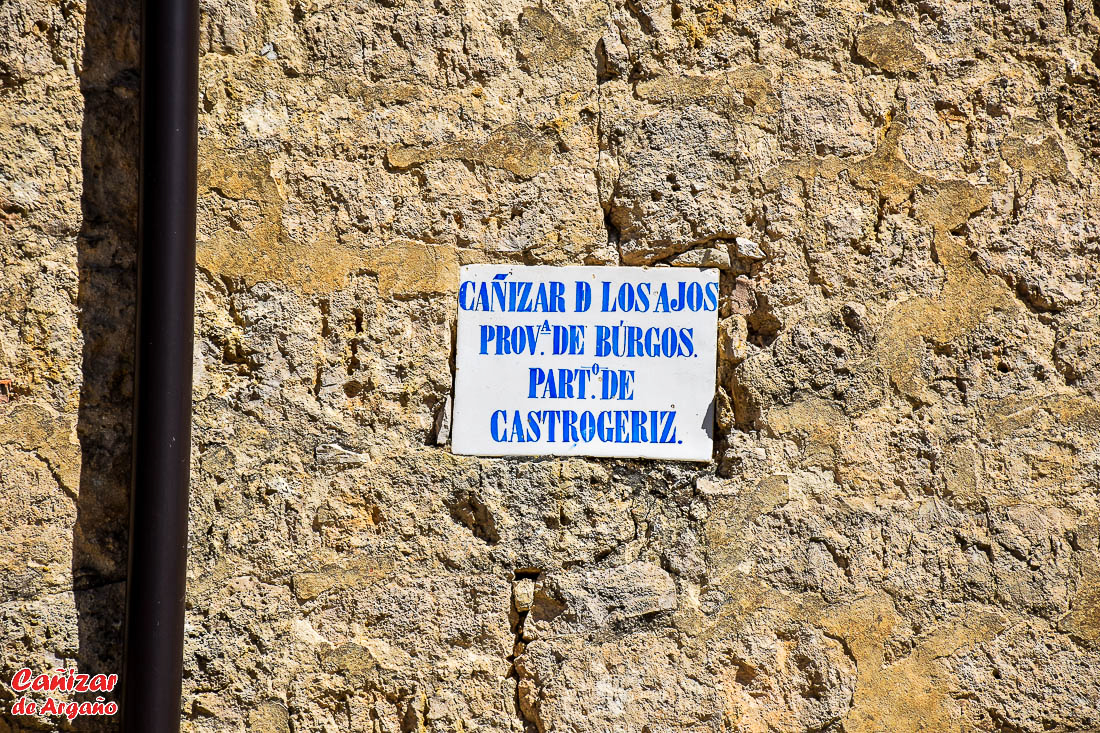 CAÑIZAR Đ LOS AJOS
PROV.ª DE BÚRGOS.
PART.º DE
CASTROGERIZ.
Cañizar
de Argaño